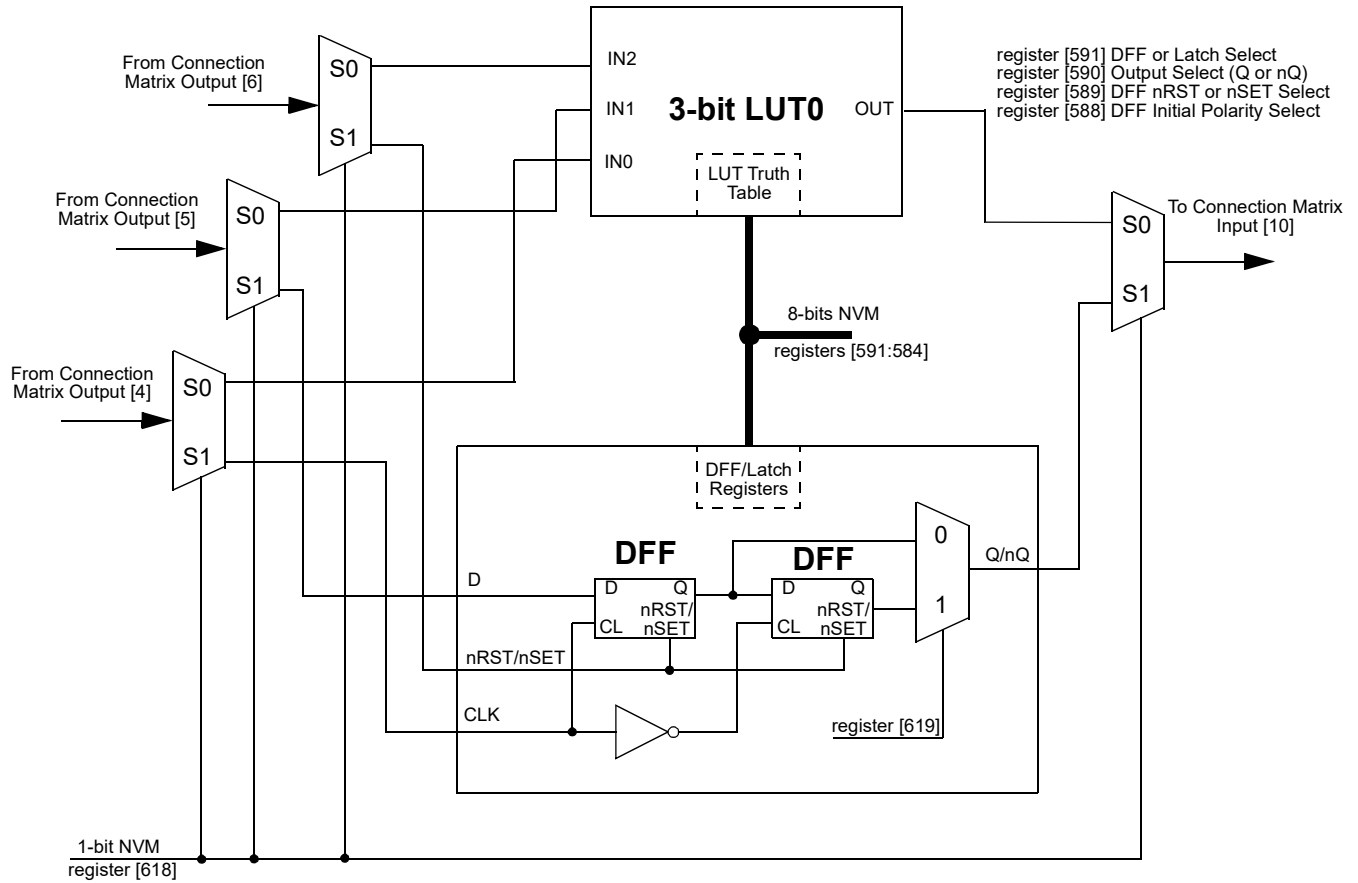 From Connection
Matrix Output [6]
S0
S1
IN2
IN1
IN0
3-bit LUT0
OUT
LUT Truth
Table
register [591] DFF or Latch Select
register [590] Output Select (Q or nQ)
register [589] DFF nRST or nSET Select
register [588] DFF Initial Polarity Select
From Connection
Matrix Output [5]
S0
S1
To Connection Matrix
Input [10]
S0
S1
8-bits NVM
registers [591:584]
From Connection
Matrix Output [4]
S0
S1
DFF/Latch
Registers
DFF
D
D
Q
nRST/
nSET
CL
DFF
D
Q
nRST/
nSET
CL
0
1
Q/nQ
nRST/nSET
CLK
register [619]
1-bit NVM
register [618]